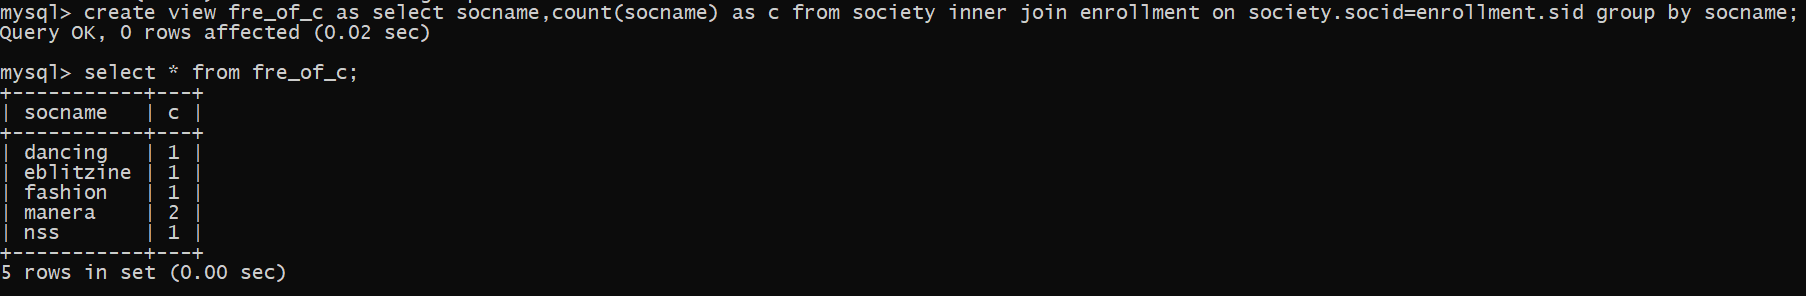 mysql> create view fre_of_c as select socname,count(socname) as c from society inner join enrollment on society.socid=enrollment.sid group by socname;
Query OK, 0 rows affected (0.02 sec)
mysql> select * from fre_of_c;
+-----------+---+
| socname   | c |
+-----------+---+
| dancing   | 1 |
| eblitzine | 1 |
| fashion   | 1 |
| manera    | 2 |
| nss       | 1 |
+-----------+---+
5 rows in set (0.00 sec)